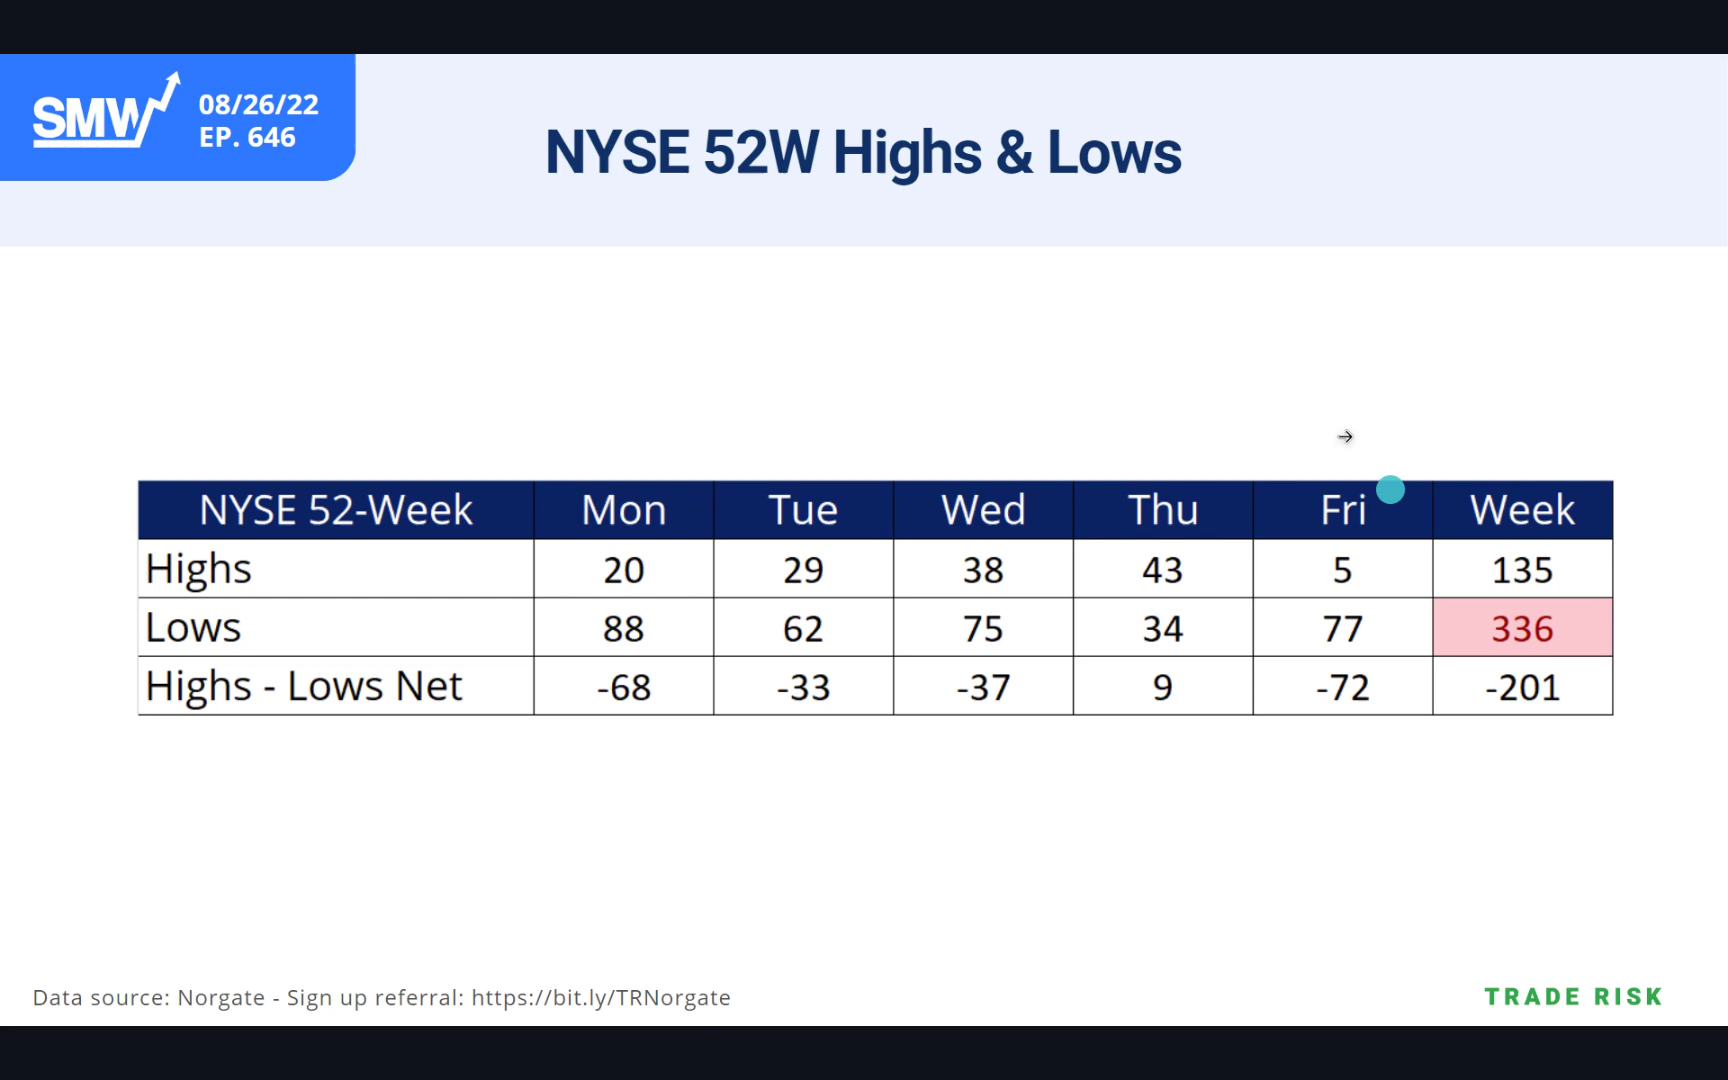 SMW
08/26/22
EP. 646
NYSE 52W Highs & Lows
NYSE 52-Week Mon Tue Wed Thu Fri Week
Highs 20 29 38 43 5 135
Lows 88 62 75 34 77 336
Highs - Lows Net -68 -33 -37 9 -72 -201
Data source: Norgate - Sign up referral: https://bit.ly/TRNorgate
TRADE RISK